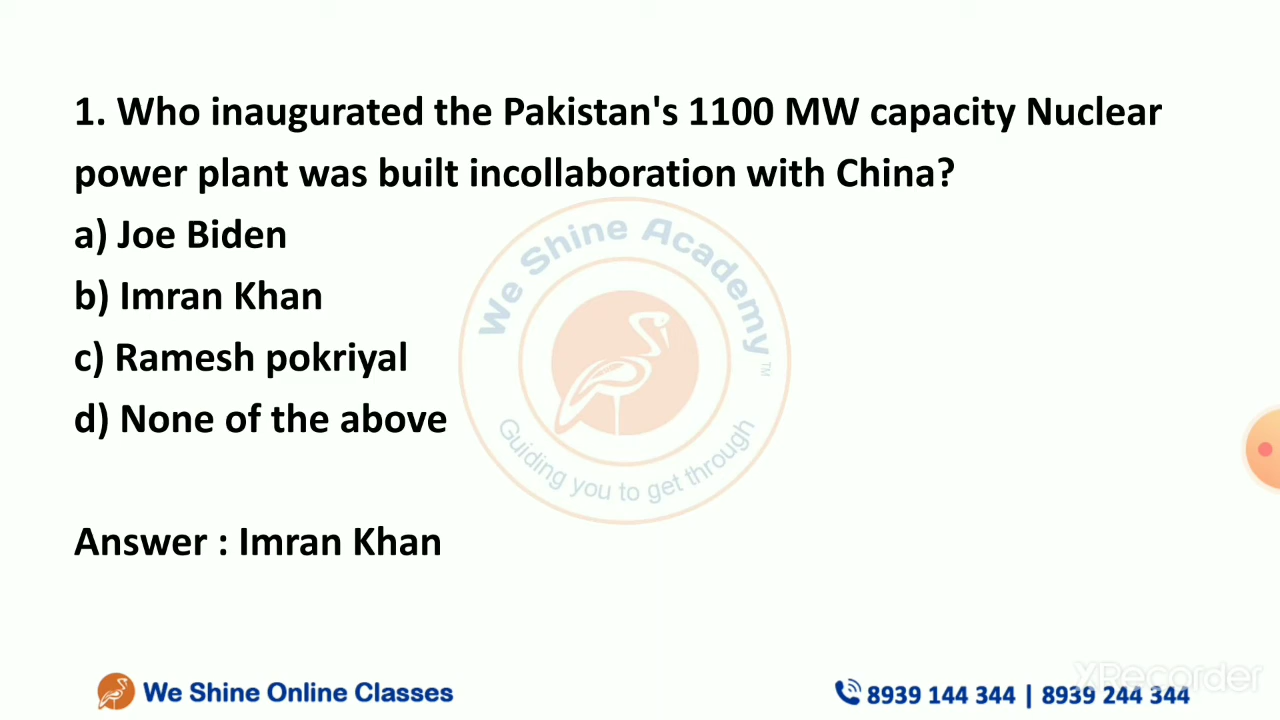 1. Who inaugurated the Pakistan's 1100 MW capacity Nuclear
power plant was built incollaboration with China?
a) Joe Biden
b) Imran Khan
c) Ramesh pokriyal
d) None of the above
We Shine Academy
TM
Guiding you to get through
Answer : Imran Khan
We Shine Online Classes
8939 144 344 | 8939 244 344
XRecorder